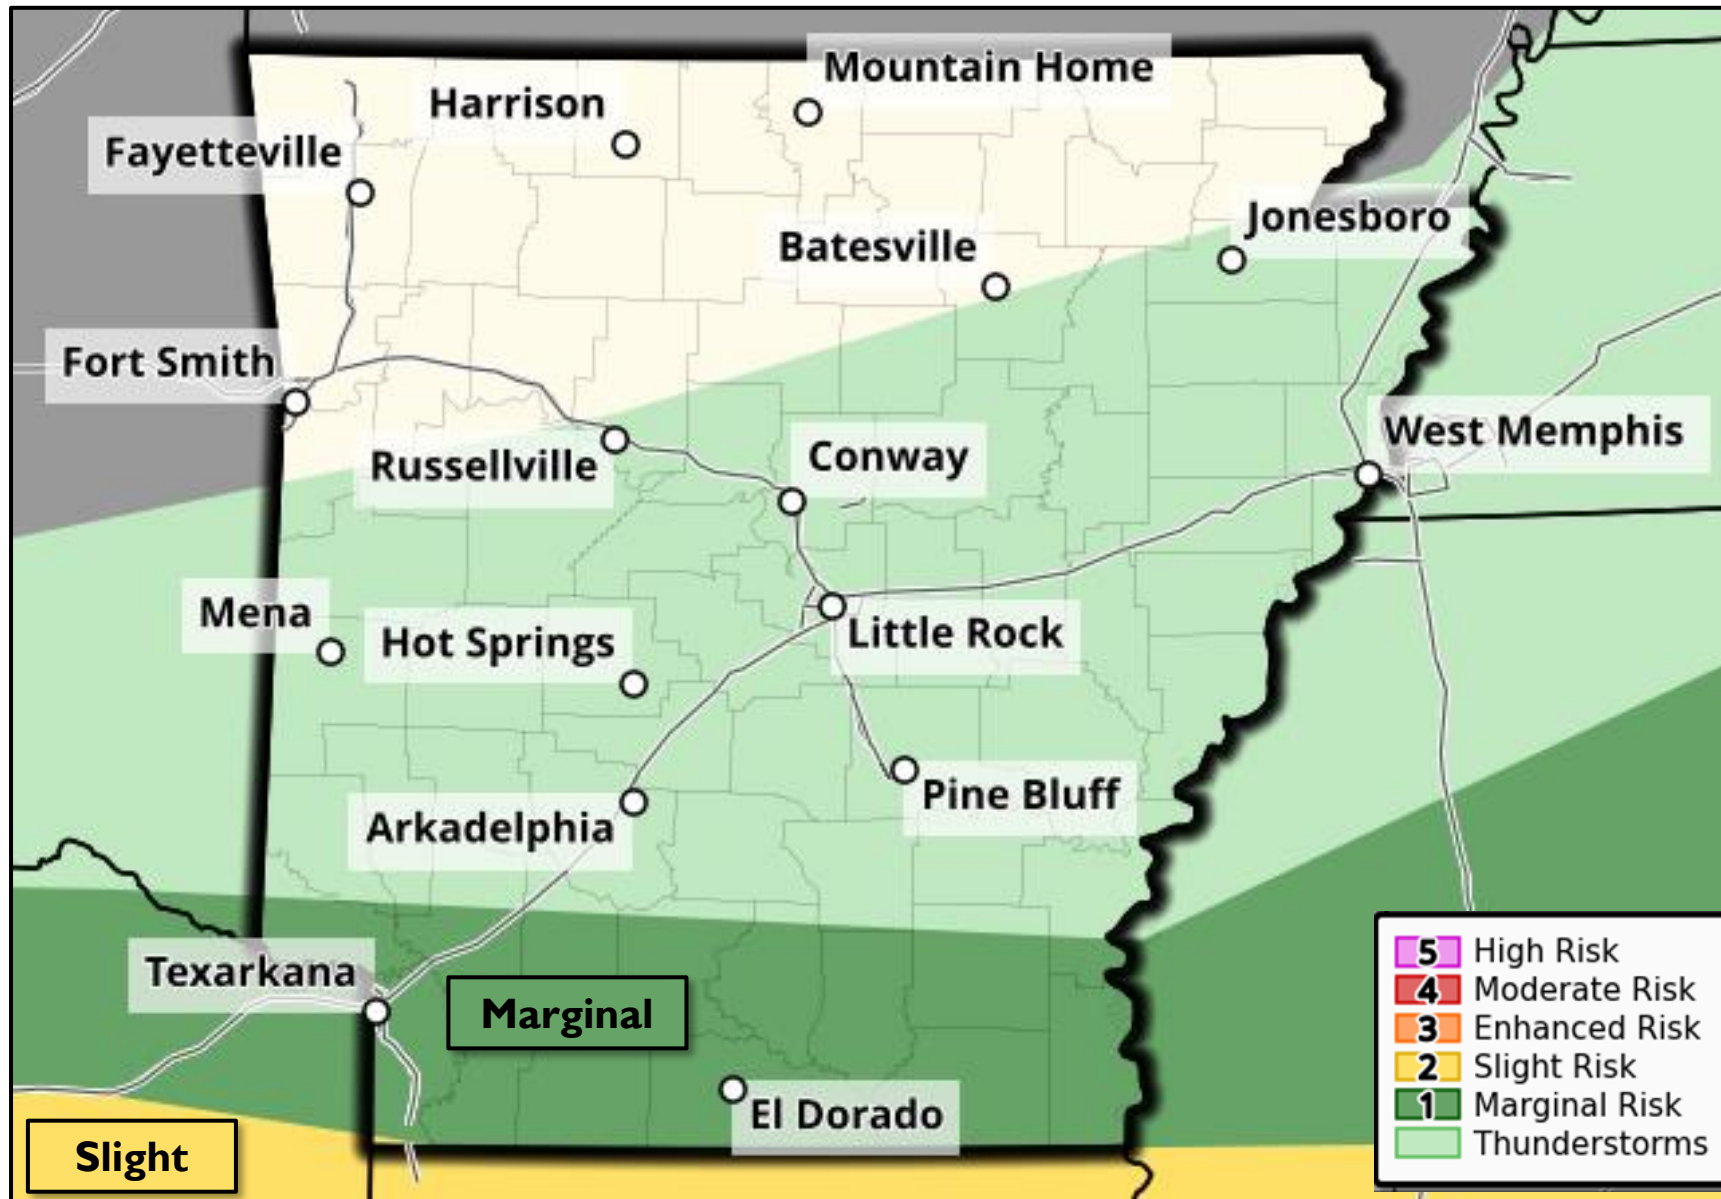 Mountain Home
Harrison
Fayetteville
Jonesboro
Batesville
Fort Smith
West Memphis
Russellville
Conway
Mena
Hot Springs
Little Rock
Pine Bluff
Arkadelphia
Texarkana
Marginal
El Dorado
Slight
5 High Risk
4 Moderate Risk
3 Enhanced Risk
2 Slight Risk
1 Marginal Risk
Thunderstorms